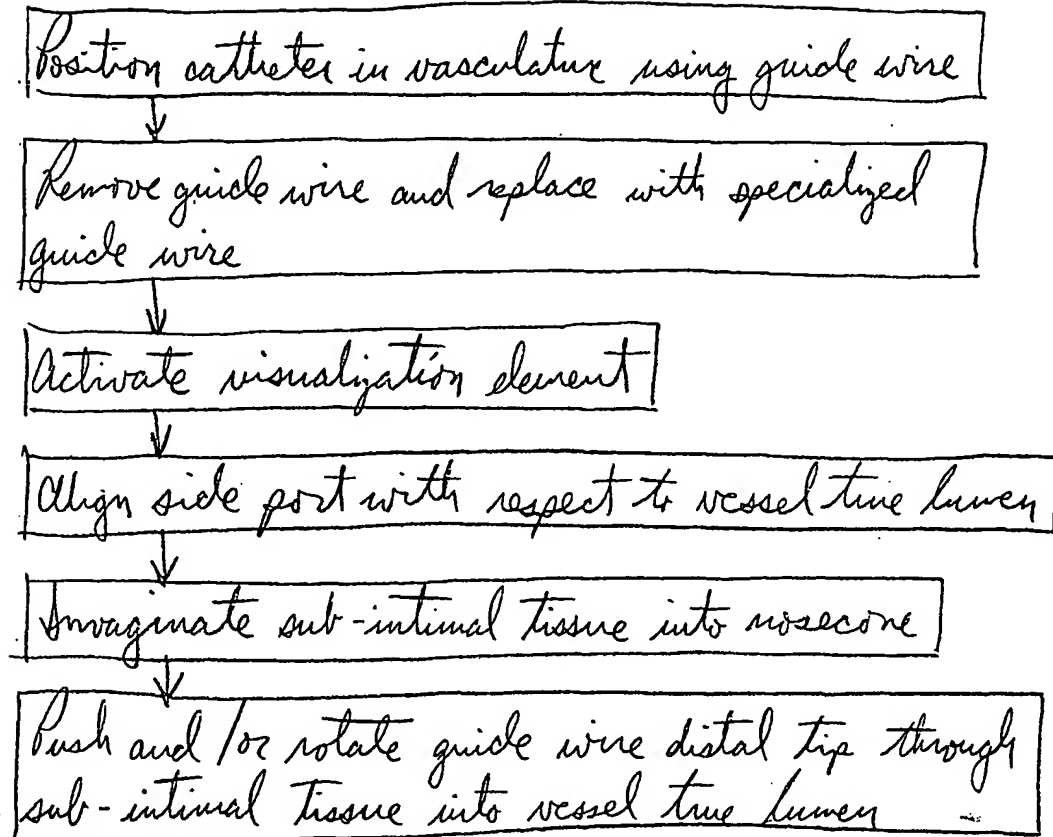 Position catheter in vasculature using guide wire
Remove guide wire and replace with specialized
guide wire
Activate visualization element
Align side port with respect to vessel true lumen
Invaginate sub-intimal tissue into nosecone
Push and/or rotate guide wire distal tip through
sub-intimal tissue into vessel true lumen